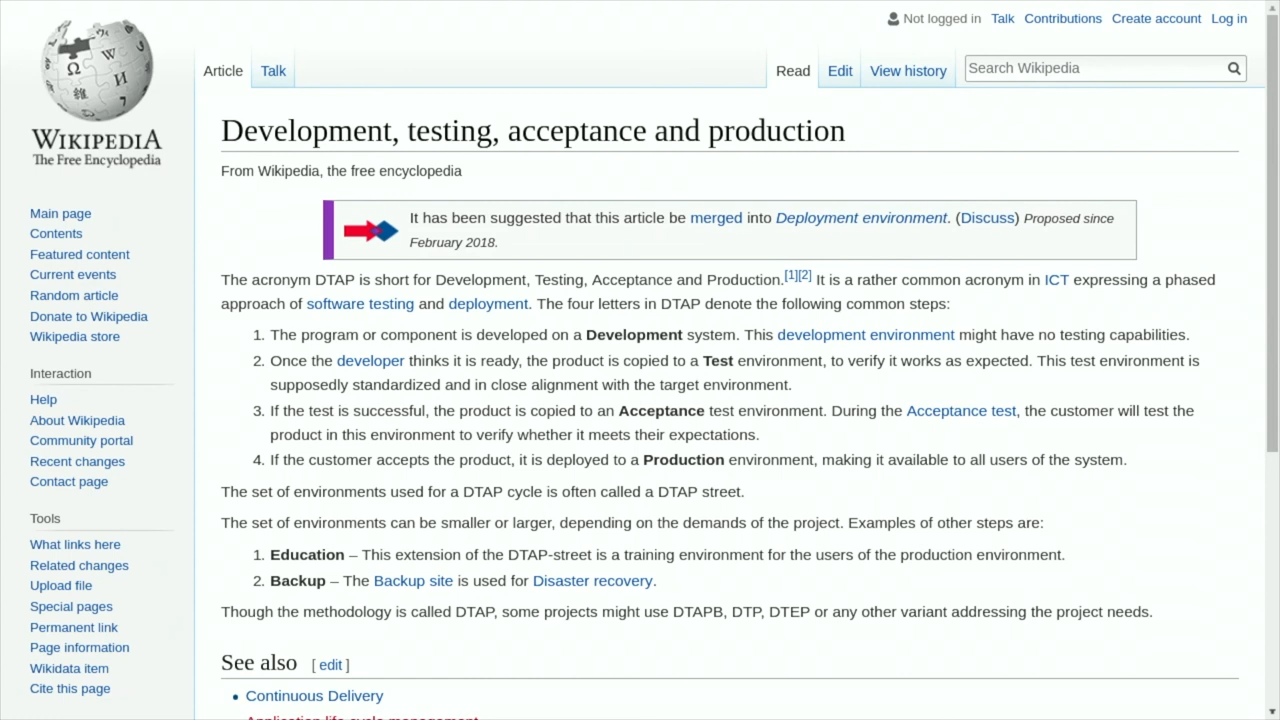 Not logged in Talk Contributions Create account Log in
Article Talk Read Edit View history Search Wikipedia
WIKIPEDIA
The Free Encyclopedia
Main page
Contents
Featured content
Current events
Random article
Donate to Wikipedia
Wikipedia store
Interaction
Help
About Wikipedia
Community portal
Recent changes
Contact page
Tools
What links here
Related changes
Upload file
Special pages
Permanent link
Page information
Wikidata item
Cite this page
Development, testing, acceptance and production
From Wikipedia, the free encyclopedia
It has been suggested that this article be merged into Deployment environment. (Discuss) Proposed since
February 2018.
The acronym DTAP is short for Development, Testing, Acceptance and Production.[1][2] It is a rather common acronym in ICT expressing a phased
approach of software testing and deployment. The four letters in DTAP denote the following common steps:
1. The program or component is developed on a Development system. This development environment might have no testing capabilities.
2. Once the developer thinks it is ready, the product is copied to a Test environment, to verify it works as expected. This test environment is
supposedly standardized and in close alignment with the target environment.
3. If the test is successful, the product is copied to an Acceptance test environment. During the Acceptance test, the customer will test the
product in this environment to verify whether it meets their expectations.
4. If the customer accepts the product, it is deployed to a Production environment, making it available to all users of the system.
The set of environments used for a DTAP cycle is often called a DTAP street.
The set of environments can be smaller or larger, depending on the demands of the project. Examples of other steps are:
1. Education – This extension of the DTAP-street is a training environment for the users of the production environment.
2. Backup – The Backup site is used for Disaster recovery.
Though the methodology is called DTAP, some projects might use DTAPB, DTP, DTEP or any other variant addressing the project needs.
See also [ edit ]
• Continuous Delivery
Application life cycle management